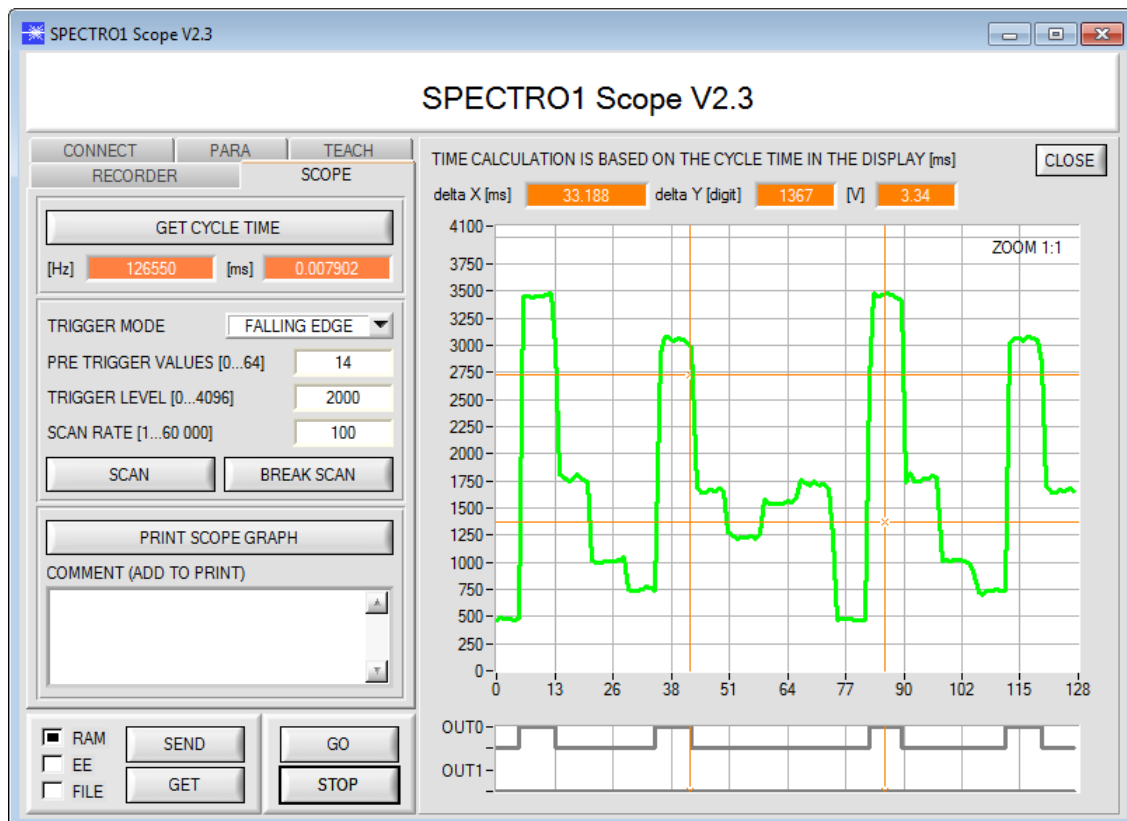 SPECTRO1 Scope V2.3
SPECTRO1 Scope V2.3
CONNECT PARA TEACH
RECORDER SCOPE
GET CYCLE TIME
[Hz] 126550 [ms] 0.007902
TRIGGER MODE FALLING EDGE
PRE TRIGGER VALUES [0...64] 14
TRIGGER LEVEL [0...4096] 2000
SCAN RATE [1...60 000] 100
SCAN BREAK SCAN
PRINT SCOPE GRAPH
COMMENT (ADD TO PRINT)
RAM
EE
FILE
SEND
GET
GO
STOP
TIME CALCULATION IS BASED ON THE CYCLE TIME IN THE DISPLAY [ms] CLOSE
delta X [ms] 33.188 delta Y [digit] 1367 [V] 3.34
ZOOM 1:1
4100
3750
3500
3250
3000
2750
2500
2250
2000
1750
1500
1250
1000
750
500
250
0
0 13 26 38 51 64 77 90 102 115 128
OUT0
OUT1